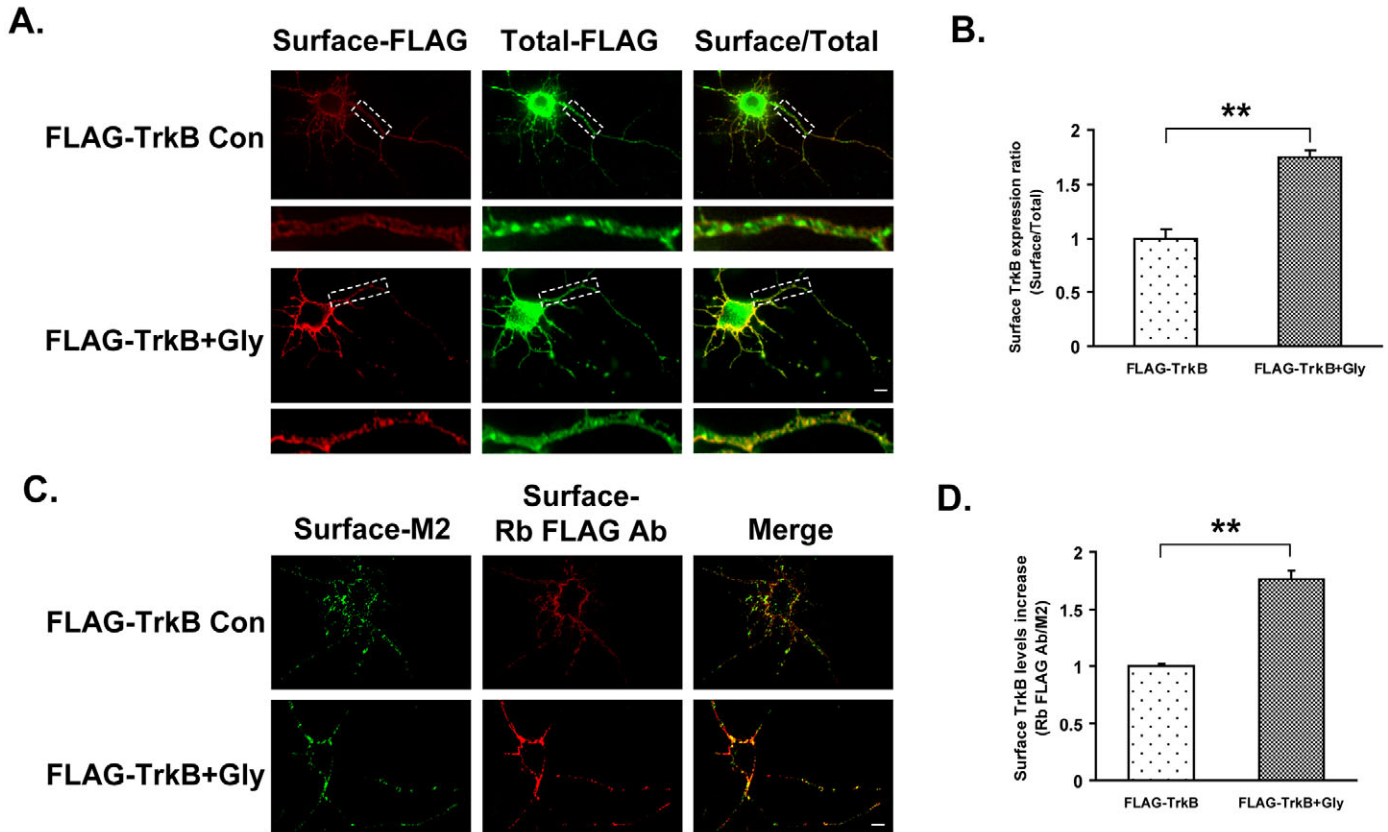 A.
Surface-FLAG Total-FLAG Surface/Total
FLAG-TrkB Con
FLAG-TrkB+Gly
B.
**
Surface TrkB expression ratio
(Surface/Total)
2
1.5
1
0.5
0
FLAG-TrkB FLAG-TrkB+Gly
C.
Surface-M2 Surface-
Rb FLAG Ab Merge
FLAG-TrkB Con
FLAG-TrkB+Gly
D.
**
Surface TrkB levels increase
(Rb FLAG Ab/M2)
2
1.5
1
0.5
0
FLAG-TrkB FLAG-TrkB+Gly